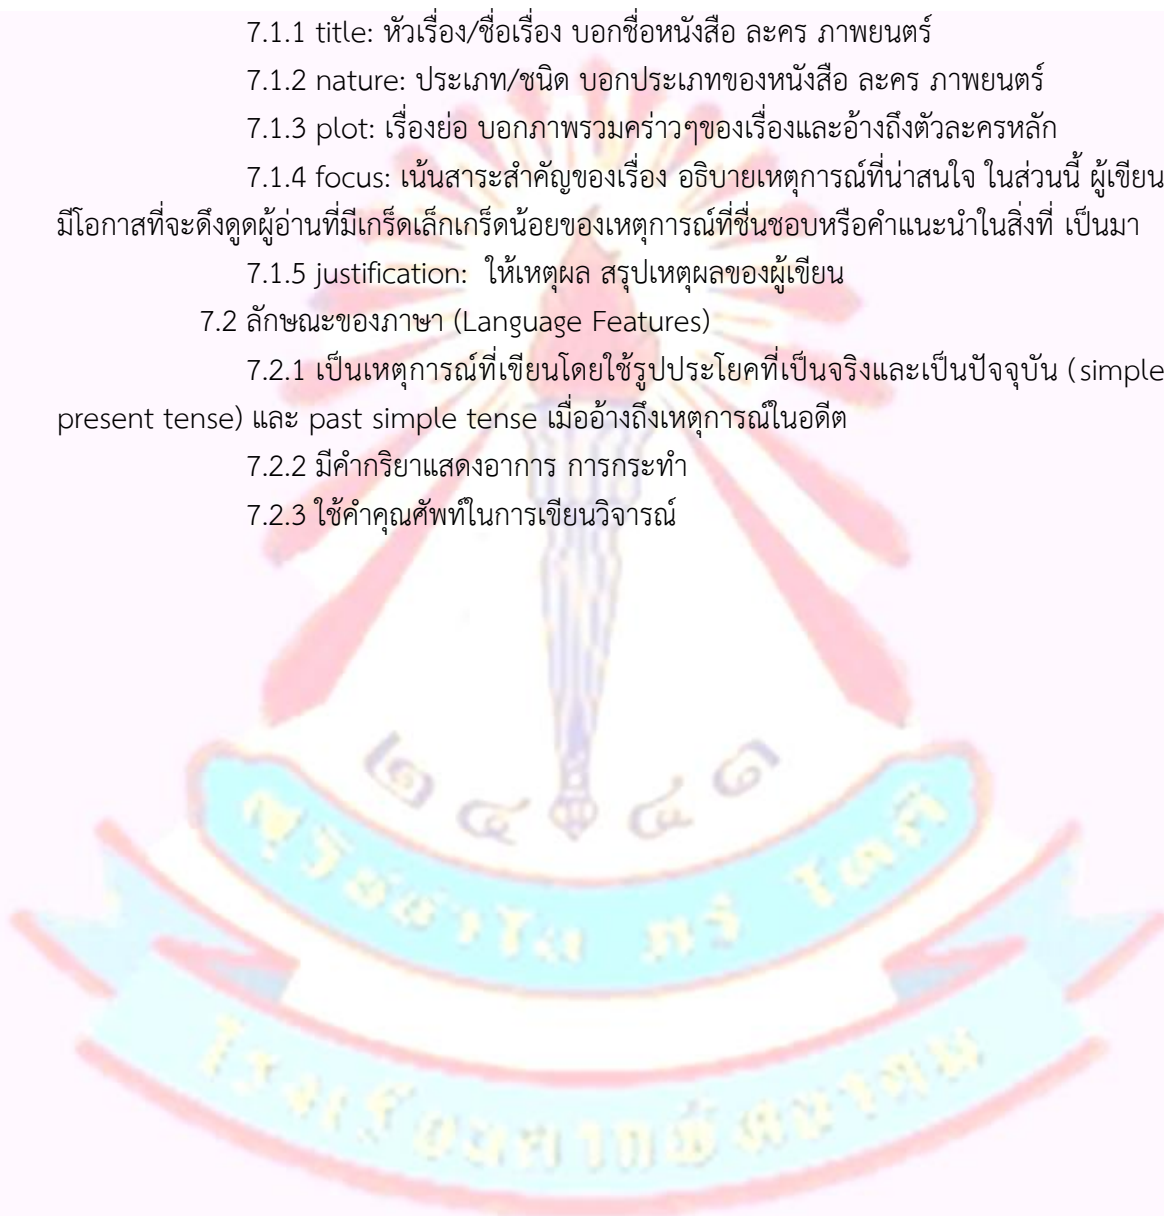 7.1.1 title: หัวเรื่อง/ชื่อเรื่อง บอกชื่อหนังสือ ละคร ภาพยนตร์
7.1.2 nature: ประเภท/ชนิด บอกประเภทของหนังสือ ละคร ภาพยนตร์
7.1.3 plot: เรื่องย่อ บอกภาพรวมคร่าวๆของเรื่องและอ้างถึงตัวละครหลัก
7.1.4 focus: เน้นสาระสำคัญของเรื่อง อธิบายเหตุการณ์ที่น่าสนใจ ในส่วนนี้ ผู้เขียน
มีโอกาสที่จะดึงดูดผู้อ่านที่มีเกร็ดเล็กเกร็ดน้อยของเหตุการณ์ที่ชื่นชอบหรือคำแนะนำในสิ่งที่ เป็นมา
7.1.5 justification: ให้เหตุผล สรุปเหตุผลของผู้เขียน
7.2 ลักษณะของภาษา (Language Features)
7.2.1 เป็นเหตุการณ์ที่เขียนโดยใช้รูปประโยคที่เป็นจริงและเป็นปัจจุบัน (simple
present tense) และ past simple tense เมื่ออ้างถึงเหตุการณ์ในอดีต
7.2.2 มีคำกริยาแสดงอาการ การกระทำ
7.2.3 ใช้คำคุณศัพท์ในการเขียนวิจารณ์
๒ ๔ ๔ ๑
สุวิชาโน ภวํ โหติ